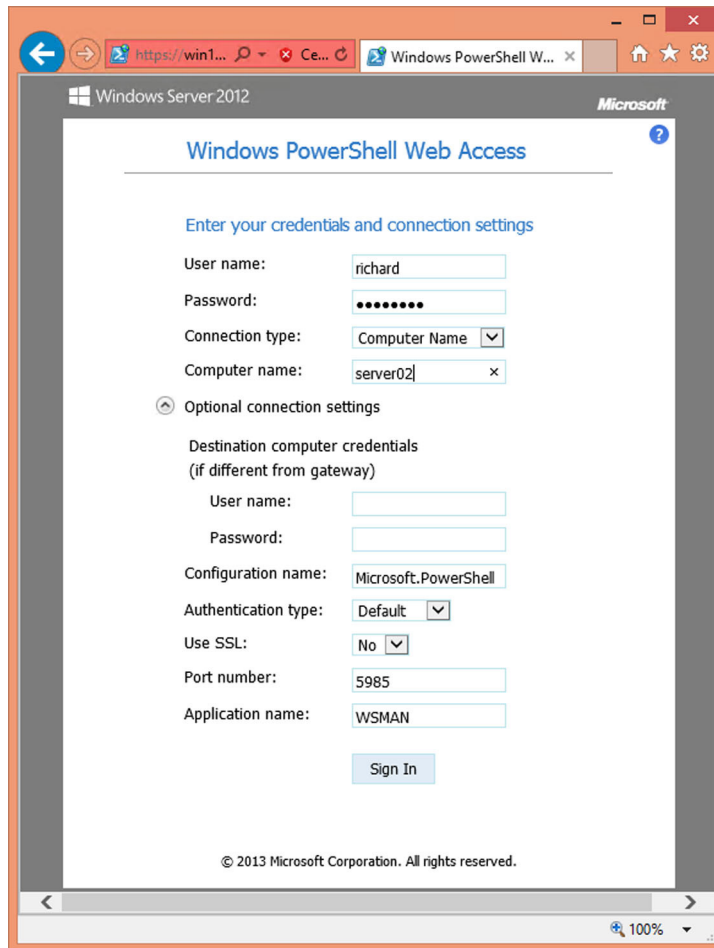 https://win1...
Ce...
Windows PowerShell W...
Windows Server 2012
Microsoft
?
Windows PowerShell Web Access
Enter your credentials and connection settings
User name:
richard
Password:
••••••••
Connection type:
Computer Name
Computer name:
server02
Optional connection settings
Destination computer credentials
(if different from gateway)
User name:
Password:
Configuration name:
Microsoft.PowerShell
Authentication type:
Default
Use SSL:
No
Port number:
5985
Application name:
WSMAN
Sign In
© 2013 Microsoft Corporation. All rights reserved.
100%